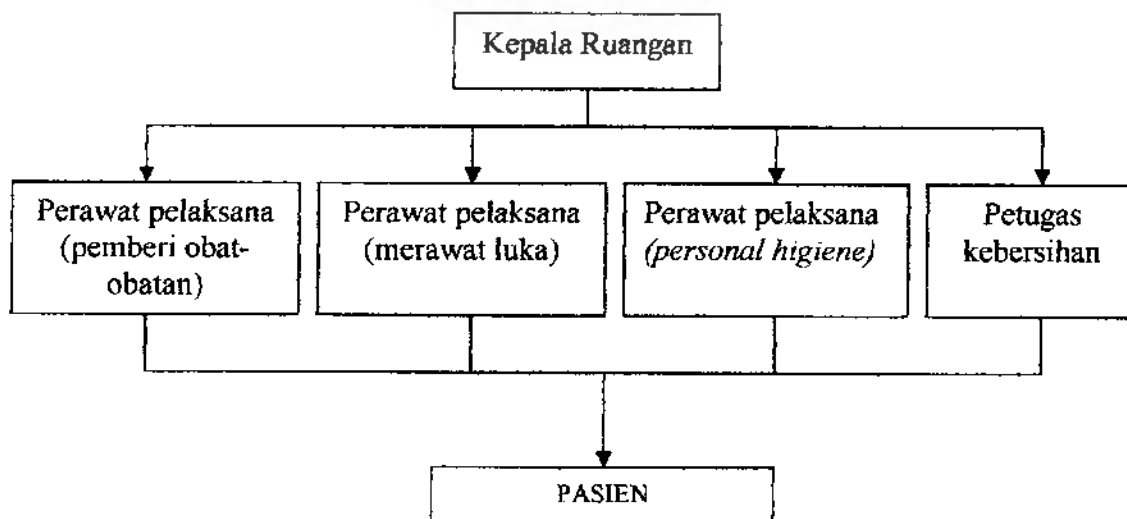 Kepala Ruangan
Perawat pelaksana
(pemberi obat-
obatan)
Perawat pelaksana
(merawat luka)
Perawat pelaksana
(personal higiene)
Petugas
kebersihan
PASIEN